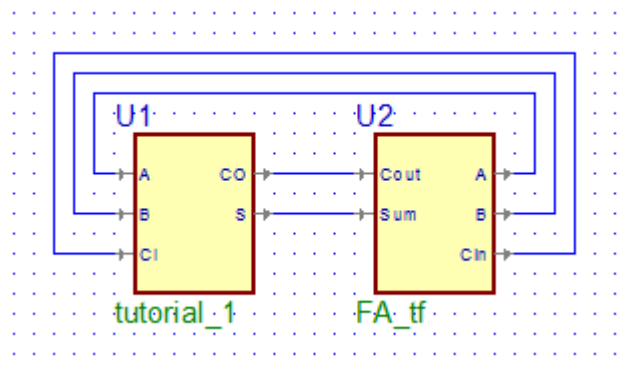 U1 U2
A CO Cout A
B S Sum B
CI CIn
tutorial_1 FA_tf